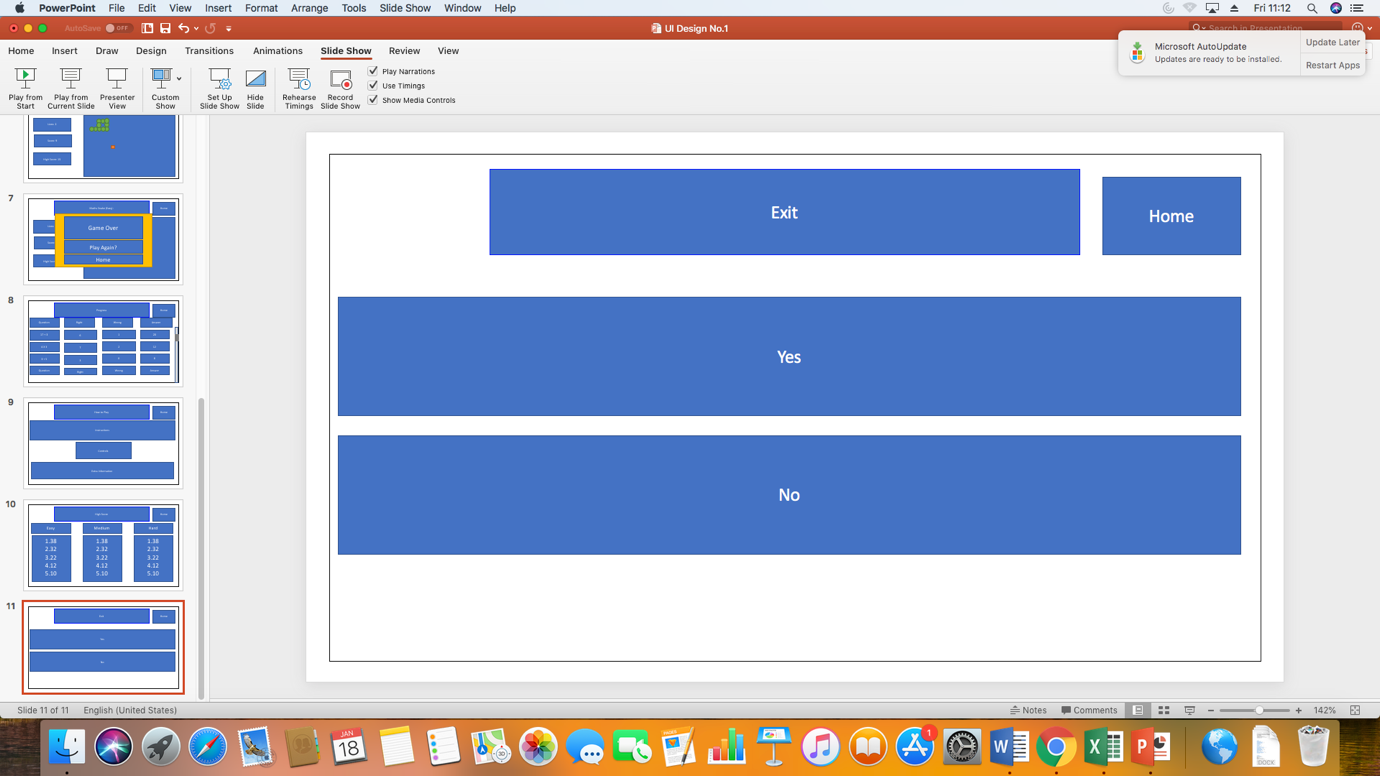 PowerPoint File Edit View Insert Format Arrange Tools Slide Show Window Help Fri 11:12
AutoSave OFF UI Design No.1 Search in Presentation
Home Insert Draw Design Transitions Animations Slide Show Review View
Microsoft AutoUpdate
Updates are ready to be installed.
Update Later
Restart Apps
Play from Start
Play from Current Slide
Presenter View
Custom Show
Set Up Slide Show
Hide Slide
Rehearse Timings
Record Slide Show
Play Narrations
Use Timings
Show Media Controls
7
Game Over
Play Again?
Home
8
9
10
Easy Medium Hard
1.38 1.38 1.38
2.32 2.32 2.32
3.22 3.22 3.22
4.12 4.12 4.12
5.10 5.10 5.10
11
Exit
Home
Yes
No
Slide 11 of 11 English (United States) Notes Comments 142%
JAN
18
1
DOCX